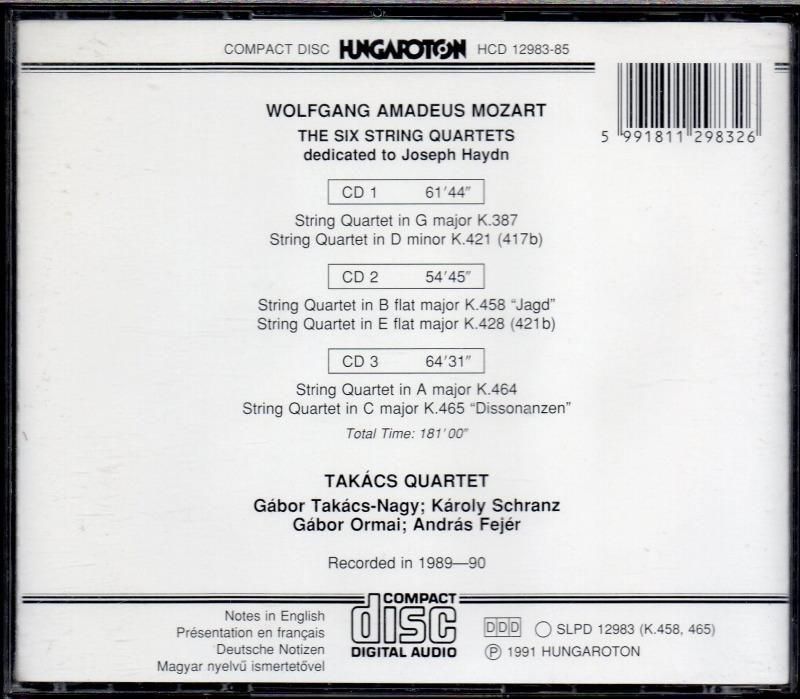 COMPACT DISC HUNGAROTON HCD 12983-85
5 991811 298326
WOLFGANG AMADEUS MOZART
THE SIX STRING QUARTETS
dedicated to Joseph Haydn
CD 1 61'44"
String Quartet in G major K.387
String Quartet in D minor K.421 (417b)
CD 2 54'45"
String Quartet in B flat major K.458 "Jagd"
String Quartet in E flat major K.428 (421b)
CD 3 64'31"
String Quartet in A major K.464
String Quartet in C major K.465 "Dissonanzen"
Total Time: 181'00"
TAKÁCS QUARTET
Gábor Takács-Nagy; Károly Schranz
Gábor Ormai; András Fejér
Recorded in 1989—90
Notes in English
Présentation en français
Deutsche Notizen
Magyar nyelvű ismertetővel
COMPACT
disc
DIGITAL AUDIO
DDD ◯ SLPD 12983 (K.458, 465)
Ⓟ 1991 HUNGAROTON